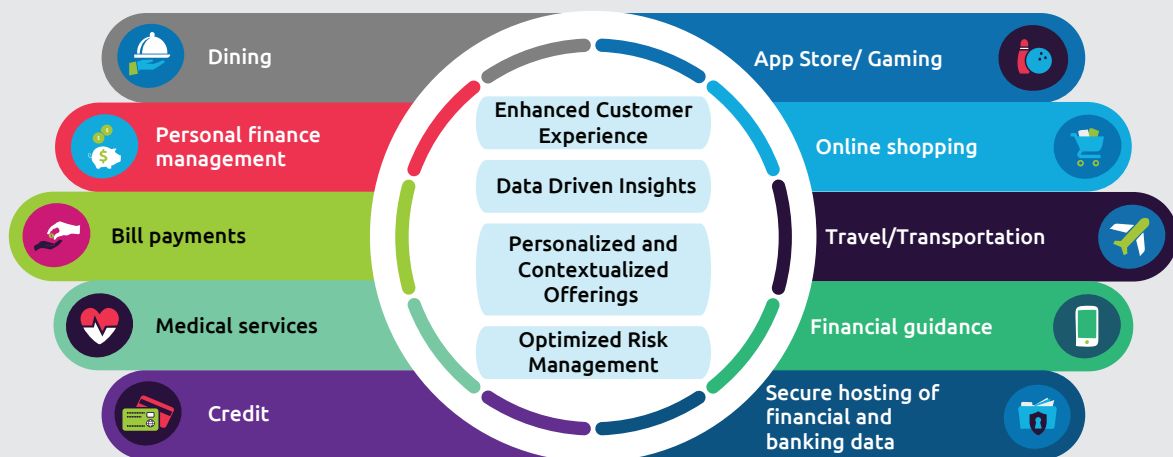 Dining
Personal finance
management
Bill payments
Medical services
Credit
Enhanced Customer
Experience
Data Driven Insights
Personalized and
Contextualized
Offerings
Optimized Risk
Management
App Store/ Gaming
Online shopping
Travel/Transportation
Financial guidance
Secure hosting of
financial and
banking data